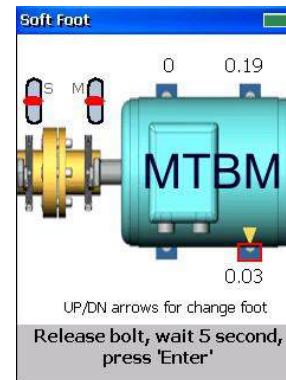 Soft Foot
0 0.19
S M
MTBM
0.03
UP/DN arrows for change foot
Release bolt, wait 5 second,
press 'Enter'